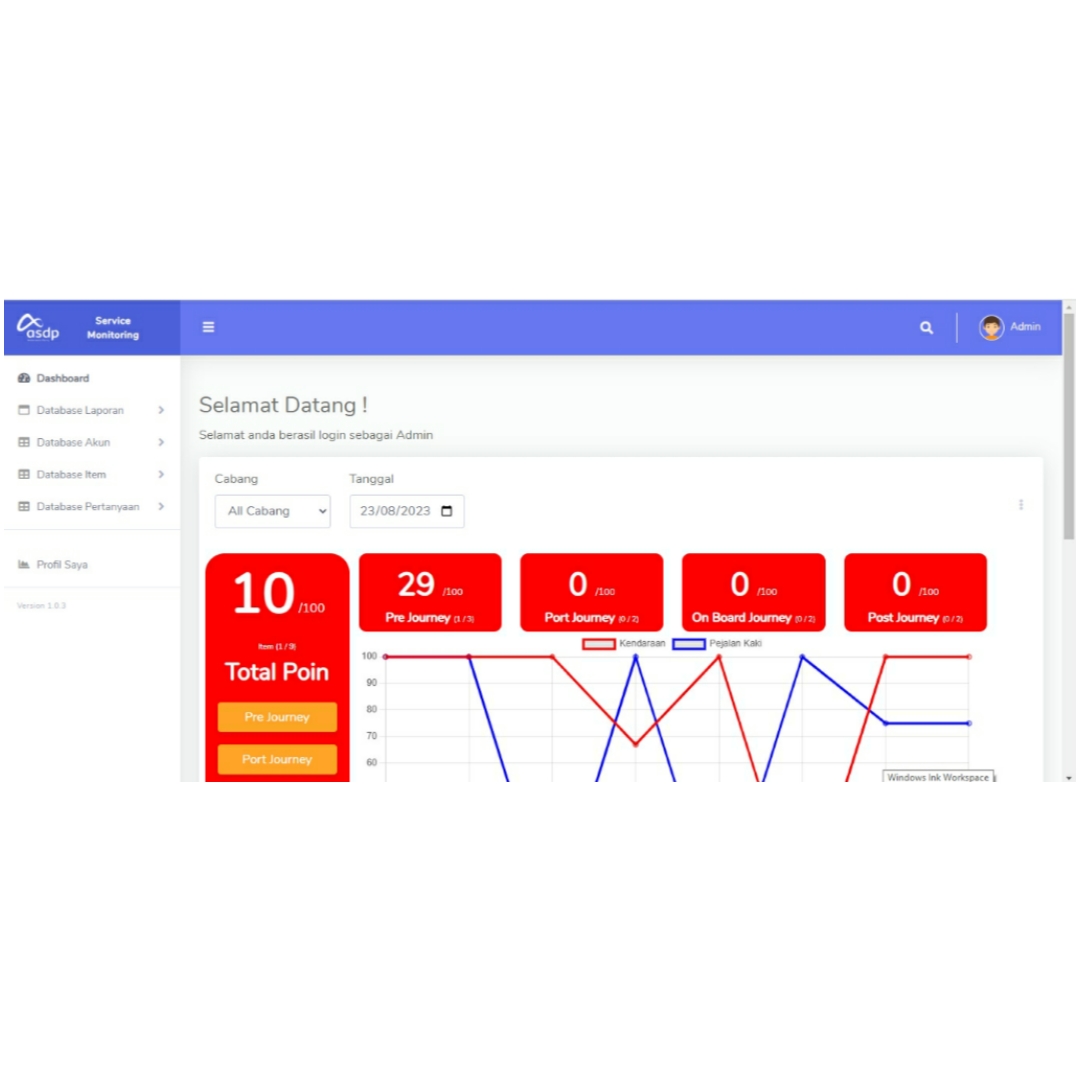 asdp
Service
Monitoring
Admin
Dashboard
Database Laporan
Database Akun
Database Item
Database Pertanyaan
Profil Saya
Version 1.0.3
Selamat Datang !
Selamat anda berasil login sebagai Admin
Cabang
Tanggal
All Cabang
23/08/2023
10 /100
Item (1 / 9)
Total Poin
Pre Journey
Port Journey
29 /100
Pre Journey (1 / 3)
0 /100
Port Journey (0 / 2)
0 /100
On Board Journey (0 / 2)
0 /100
Post Journey (0 / 2)
Kendaraan
Pejalan Kaki
100
90
80
70
60
Windows Ink Workspace